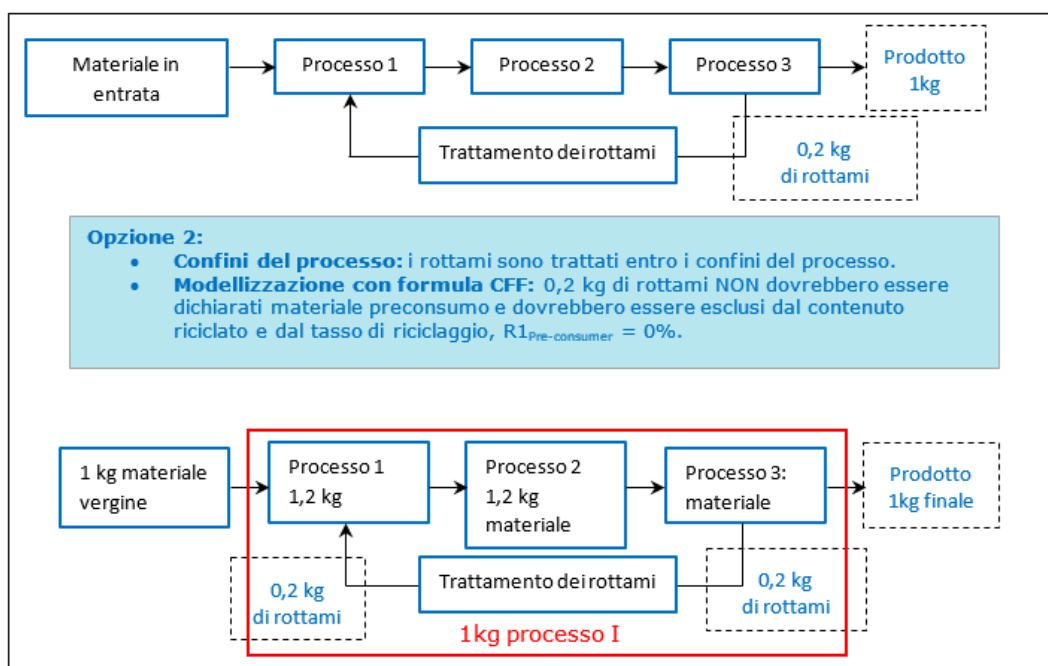 Materiale in
entrata
Processo 1
Processo 2
Processo 3
Prodotto
1kg
Trattamento dei rottami
0,2 kg
di rottami
Opzione 2:
• Confini del processo: i rottami sono trattati entro i confini del processo.
• Modellizzazione con formula CFF: 0,2 kg di rottami NON dovrebbero essere
dichiarati materiale preconsumo e dovrebbero essere esclusi dal contenuto
riciclato e dal tasso di riciclaggio, R1Pre-consumer = 0%.
1 kg materiale
vergine
Processo 1
1,2 kg
Processo 2
1,2 kg
materiale
Processo 3:
materiale
Prodotto
1kg finale
0,2 kg
di rottami
Trattamento dei rottami
0,2 kg
di rottami
1kg processo I